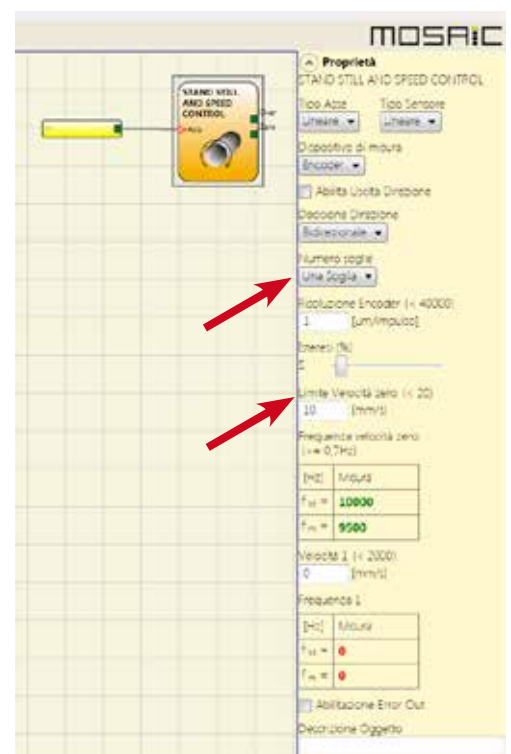 MOSAIC
Proprietà
STAND STILL AND SPEED CONTROL
Tipo Asse Tipo Sensore
Lineare Lineare
Dispositivo di misura
Encoder
Abilita Uscita Direzione
Decisione Direzione
Bidirezionale
Numero soglie
Una Soglia
Risoluzione Encoder (< 40000)
1 [um/impulso]
Isteresi (%)
5
Limite Velocità zero (< 20)
10 [mm/s]
Frequenza velocità zero
(>= 0,7Hz)
[Hz] Misura
f = 10000
f = 9500
Velocità 1 (< 2000)
0 [mm/s]
Frequenza 1
[Hz] Misura
f = 0
f = 0
Abilitazione Error Out
Descrizione Oggetto
STAND STILL
AND SPEED
CONTROL
Over
Zero
Axis